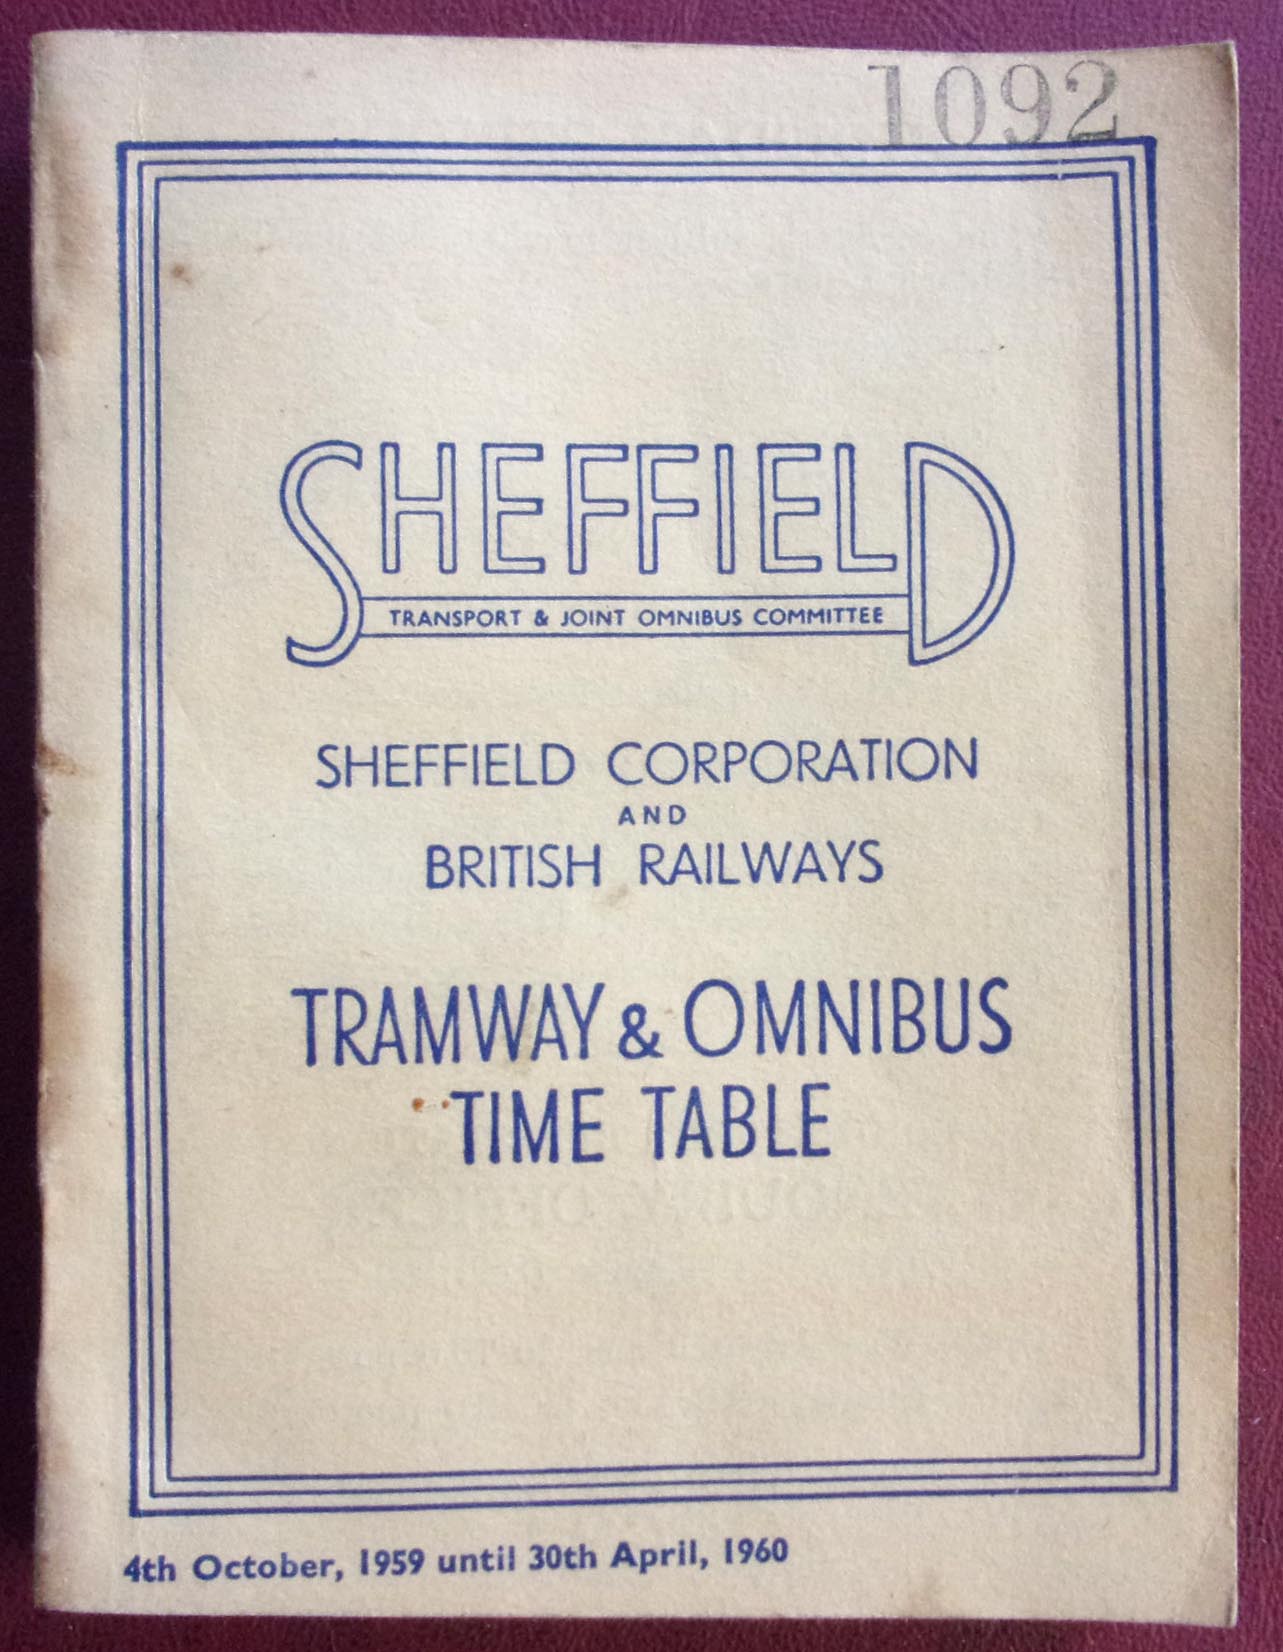 1092
SHEFFIELD
TRANSPORT & JOINT OMNIBUS COMMITTEE
SHEFFIELD CORPORATION
AND
BRITISH RAILWAYS
TRAMWAY & OMNIBUS
TIME TABLE
4th October, 1959 until 30th April, 1960